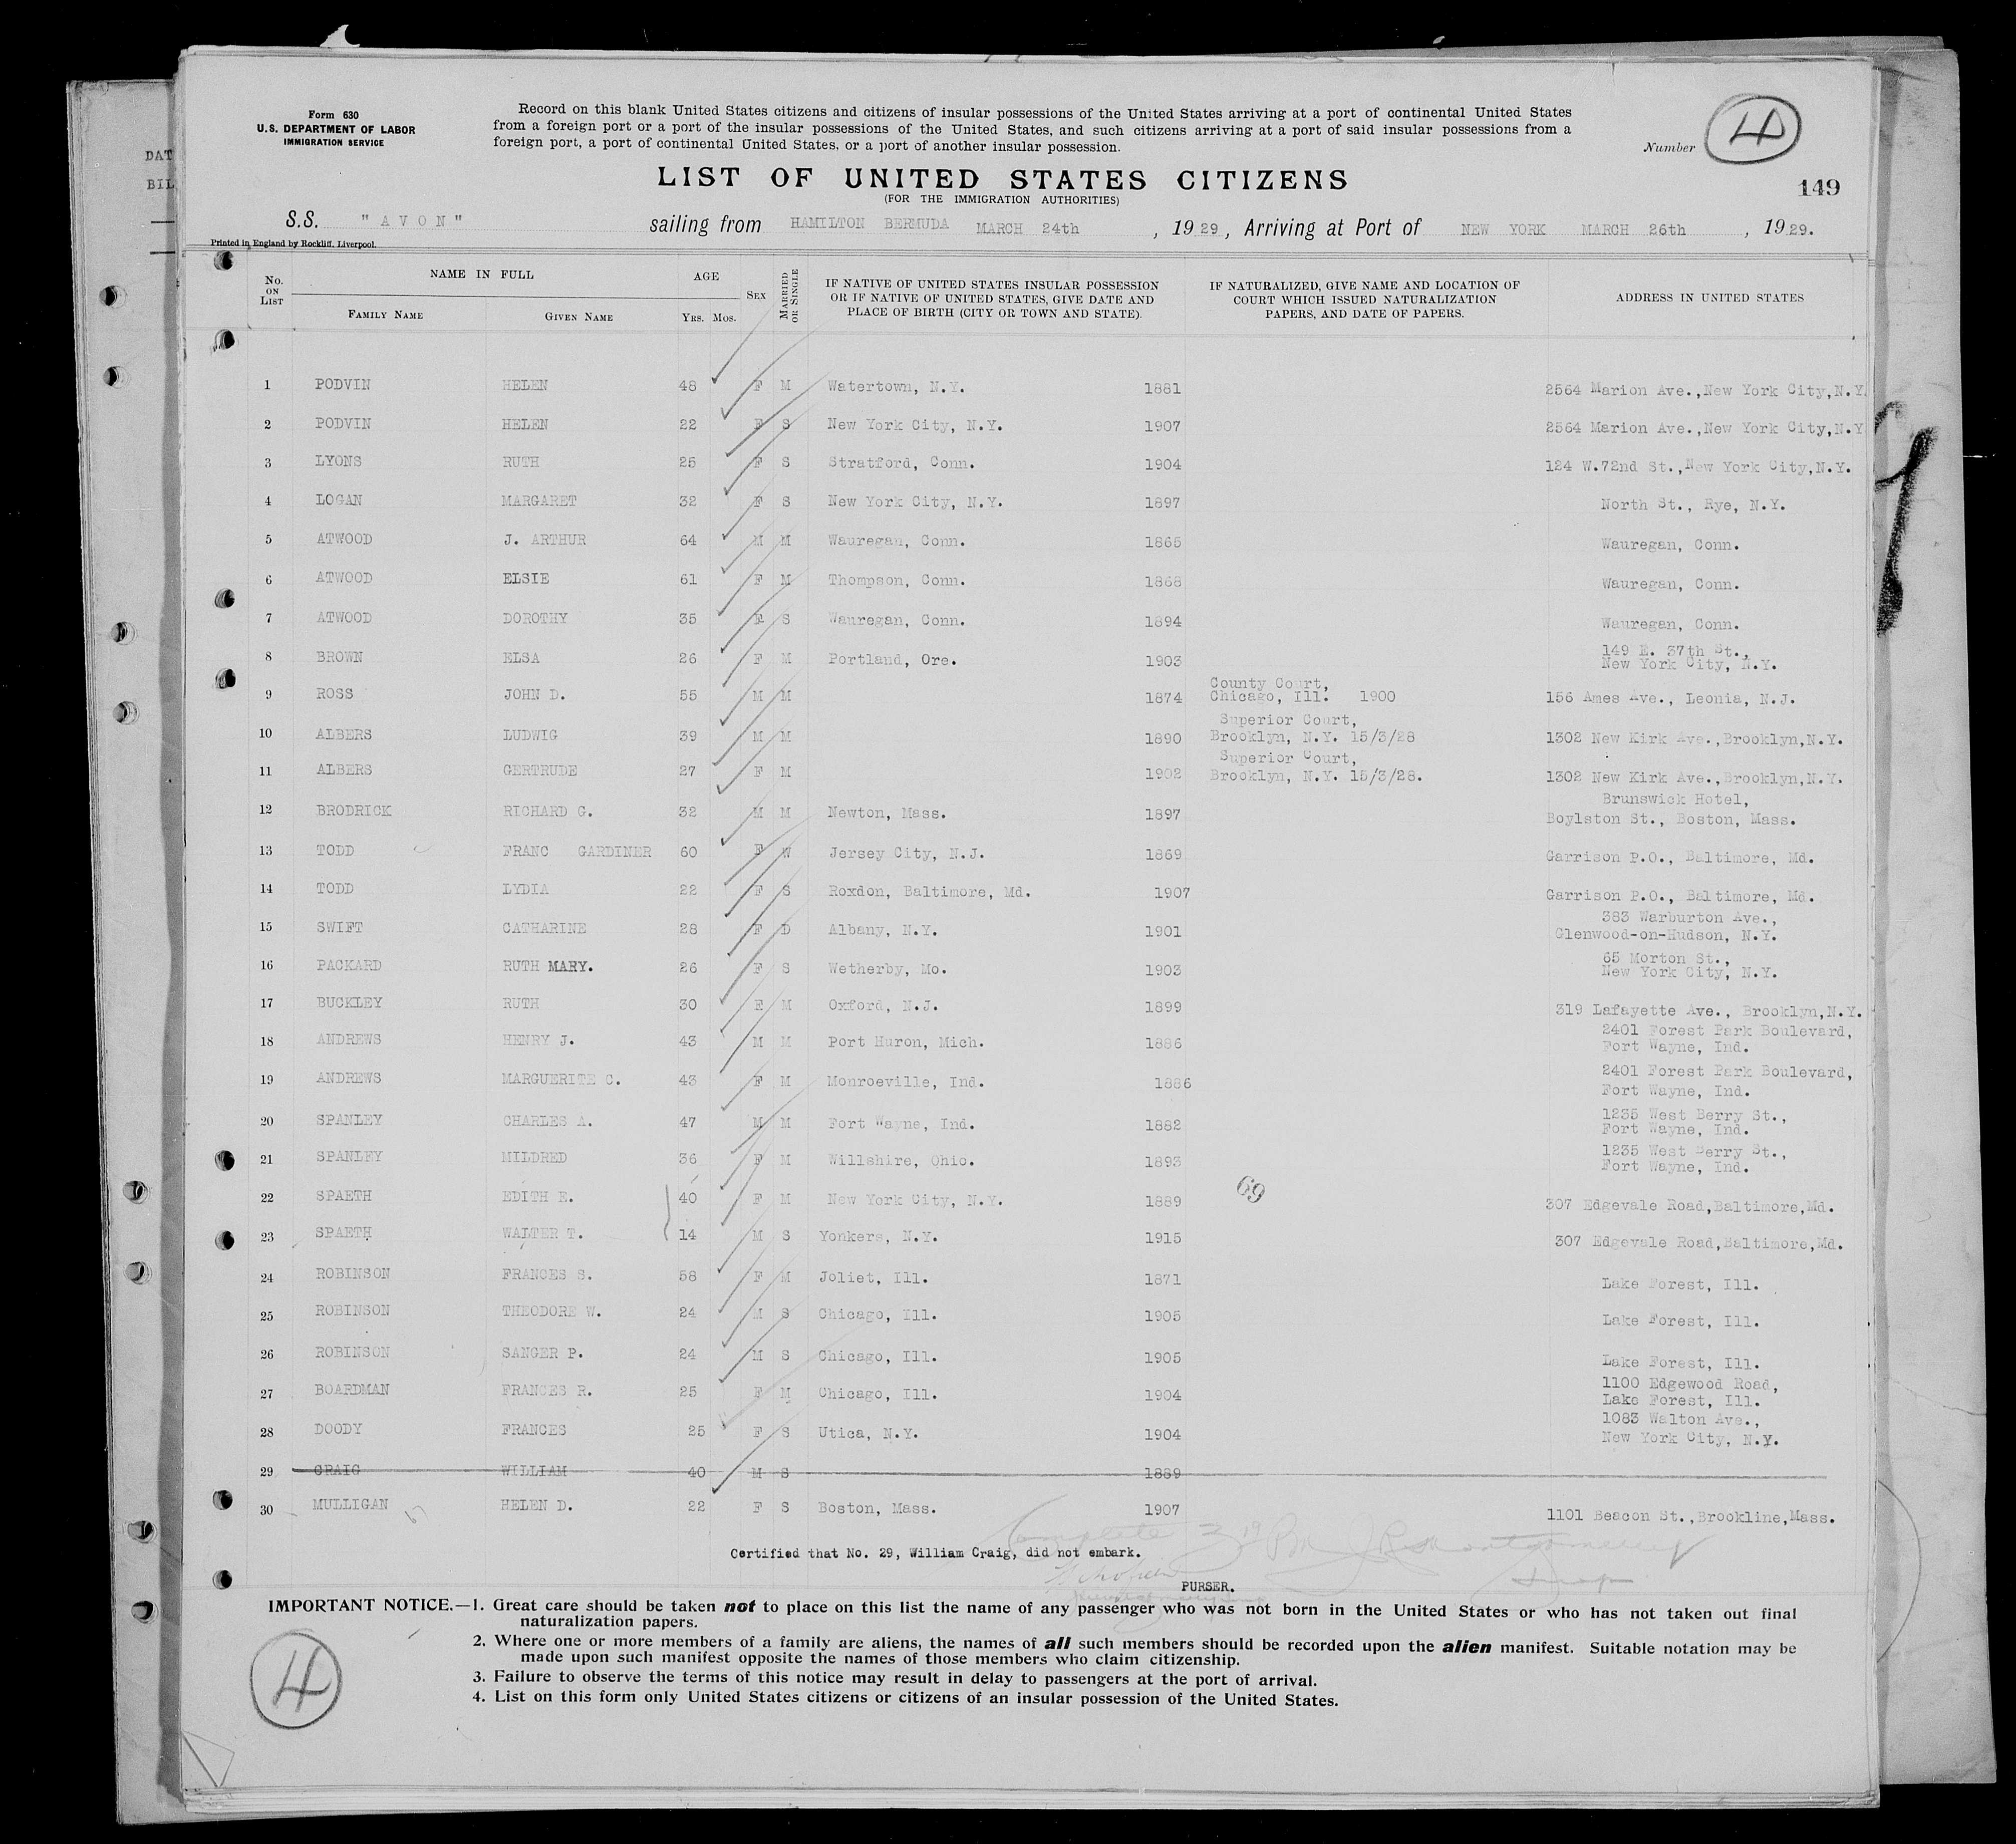 DAT
BIL
Form 630
U.S. DEPARTMENT OF LABOR
IMMIGRATION SERVICE
Record on this blank United States citizens and citizens of insular possessions of the United States arriving at a port of continental United States
from a foreign port or a port of the insular possessions of the United States, and such citizens arriving at a port of said insular possessions from a
foreign port, a port of continental United States, or a port of another insular possession.
Number 4
149
LIST OF UNITED STATES CITIZENS
(FOR THE IMMIGRATION AUTHORITIES)
S.S. "AVON" sailing from HAMILTON BERMUDA MARCH 24th, 1929, Arriving at Port of NEW YORK MARCH 26th, 1929.
Printed in England by Rockliff, Liverpool.
No. ON LIST NAME IN FULL FAMILY NAME GIVEN NAME AGE YRS. MOS. SEX MARRIED OR SINGLE
IF NATIVE OF UNITED STATES INSULAR POSSESSION OR IF NATIVE OF UNITED STATES, GIVE DATE AND PLACE OF BIRTH (CITY OR TOWN AND STATE).
IF NATURALIZED, GIVE NAME AND LOCATION OF COURT WHICH ISSUED NATURALIZATION PAPERS, AND DATE OF PAPERS.
ADDRESS IN UNITED STATES
1 PODVIN HELEN 48 F M Watertown, N.Y. 1881 2564 Marion Ave.,New York City,N.Y.
2 PODVIN HELEN 22 F S New York City, N.Y. 1907 2564 Marion Ave.,New York City,N.Y
3 LYONS RUTH 25 F S Stratford, Conn. 1904 124 W.72nd St.,New York City,N.Y.
4 LOGAN MARGARET 32 F S New York City, N.Y. 1897 North St., Rye, N.Y.
5 ATWOOD J. ARTHUR 64 M M Wauregan, Conn. 1865 Wauregan, Conn.
6 ATWOOD ELSIE 61 F M Thompson, Conn. 1868 Wauregan, Conn.
7 ATWOOD DOROTHY 35 F S Wauregan, Conn. 1894 Wauregan, Conn.
8 BROWN ELSA 26 F M Portland, Ore. 1903 149 E. 37th St., New York City, N.Y.
9 ROSS JOHN D. 55 M M 1874 County Court, Chicago, Ill. 1900 156 Ames Ave., Leonia, N.J.
10 ALBERS LUDWIG 39 M M 1890 Superior Court, Brooklyn, N.Y. 15/3/28 1302 New Kirk Ave.,Brooklyn,N.Y.
11 ALBERS GERTRUDE 27 F M 1902 Superior Court, Brooklyn, N.Y. 15/3/28. 1302 New Kirk Ave.,Brooklyn,N.Y.
12 BRODRICK RICHARD G. 32 M M Newton, Mass. 1897 Brunswick Hotel, Boylston St., Boston, Mass.
13 TODD FRANC GARDINER 60 F W Jersey City, N.J. 1869 Garrison P.O., Baltimore, Md.
14 TODD LYDIA 22 F S Roxdon, Baltimore, Md. 1907 Garrison P.O., Baltimore, Md.
15 SWIFT CATHARINE 28 F D Albany, N.Y. 1901 383 Warburton Ave., Glenwood-on-Hudson, N.Y.
16 PACKARD RUTH MARY. 26 F S Wetherby, Mo. 1903 65 Morton St., New York City, N.Y.
17 BUCKLEY RUTH 30 F M Oxford, N.J. 1899 319 Lafayette Ave., Brooklyn,N.Y.
18 ANDREWS HENRY J. 43 M M Port Huron, Mich. 1886 2401 Forest Park Boulevard, Fort Wayne, Ind.
19 ANDREWS MARGUERITE C. 43 F M Monroeville, Ind. 1886 2401 Forest Park Boulevard, Fort Wayne, Ind.
20 SPANLEY CHARLES A. 47 M M Fort Wayne, Ind. 1882 1235 West Berry St., Fort Wayne, Ind.
21 SPANLEY MILDRED 36 F M Willshire, Ohio. 1893 1235 West Berry St., Fort Wayne, Ind.
22 SPAETH EDITH E. 40 F M New York City, N.Y. 1889 69 307 Edgevale Road,Baltimore,Md.
23 SPAETH WALTER T. 14 M S Yonkers, N.Y. 1915 307 Edgevale Road,Baltimore,Md.
24 ROBINSON FRANCES S. 58 F M Joliet, Ill. 1871 Lake Forest, Ill.
25 ROBINSON THEODORE W. 24 M S Chicago, Ill. 1905 Lake Forest, Ill.
26 ROBINSON SANGER P. 24 M S Chicago, Ill. 1905 Lake Forest, Ill.
27 BOARDMAN FRANCES R. 25 F M Chicago, Ill. 1904 1100 Edgewood Road, Lake Forest, Ill.
28 DOODY FRANCES 25 F S Utica, N.Y. 1904 1083 Walton Ave., New York City, N.Y.
29 CRAIG WILLIAM 40 M S 1889
30 MULLIGAN HELEN D. 22 F S Boston, Mass. 1907 1101 Beacon St.,Brookline,Mass.
Complete
Certified that No. 29, William Craig, did not embark.
PURSER.
IMPORTANT NOTICE.—1. Great care should be taken not to place on this list the name of any passenger who was not born in the United States or who has not taken out final
naturalization papers.
2. Where one or more members of a family are aliens, the names of all such members should be recorded upon the alien manifest. Suitable notation may be
made upon such manifest opposite the names of those members who claim citizenship.
3. Failure to observe the terms of this notice may result in delay to passengers at the port of arrival.
4. List on this form only United States citizens or citizens of an insular possession of the United States.
4